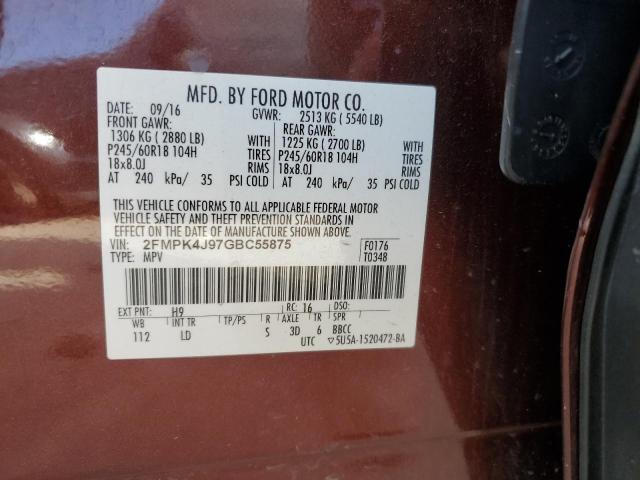 MFD. BY FORD MOTOR CO.
DATE: 09/16 GVWR: 2513 KG ( 5540 LB)
FRONT GAWR: REAR GAWR:
1306 KG ( 2880 LB) WITH 1225 KG ( 2700 LB) WITH
P245/60R18 104H TIRES P245/60R18 104H TIRES
18x8.0J RIMS 18x8.0J RIMS
AT 240 kPa/ 35 PSI COLD AT 240 kPa/ 35 PSI COLD
THIS VEHICLE CONFORMS TO ALL APPLICABLE FEDERAL MOTOR
VEHICLE SAFETY AND THEFT PREVENTION STANDARDS IN
EFFECT ON THE DATE OF MANUFACTURE SHOWN ABOVE.
VIN: 2FMPK4J97GBC55875 F0176
TYPE: MPV T0348
EXT PNT: H9 RC: 16 DSO:
WB INT TR TP/PS R AXLE TR SPR
112 LD S 3D 6 BBCC
UTC ▽5U5A-1520472-BA